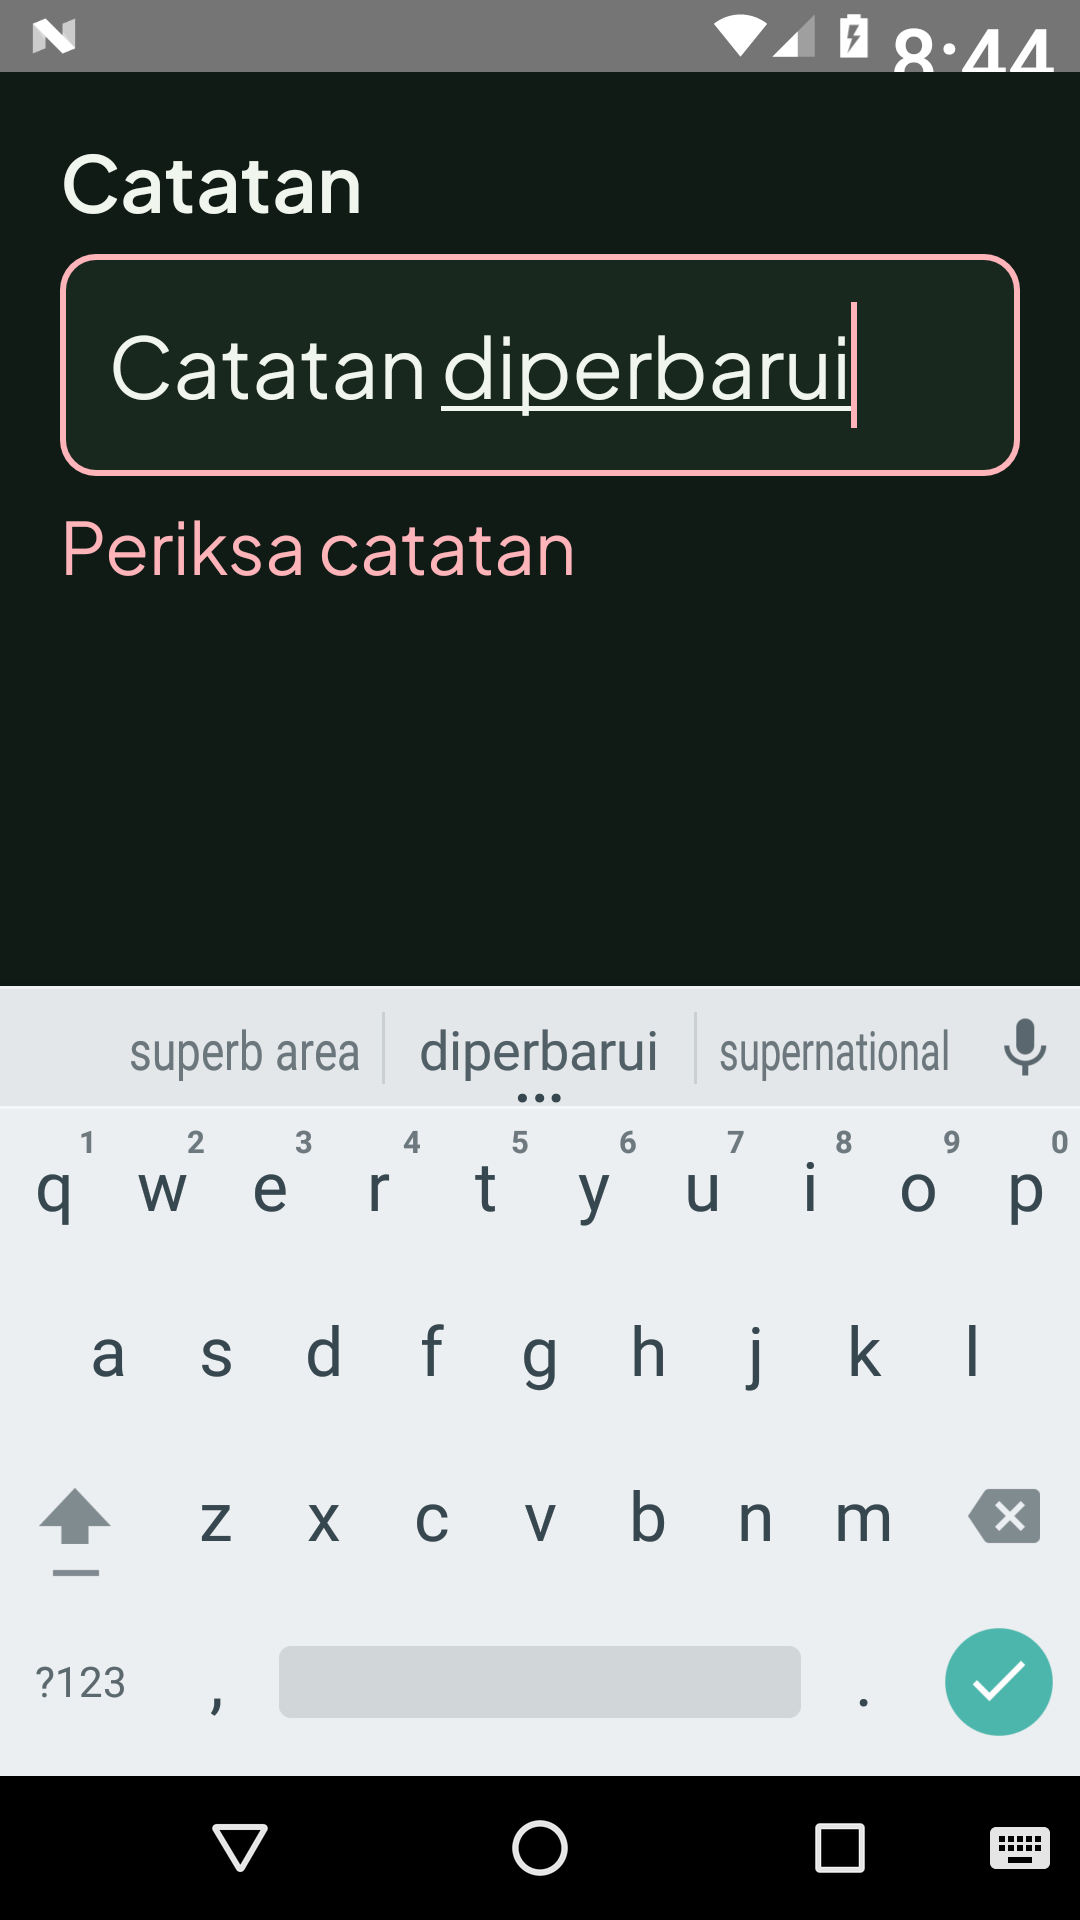 8:44
Catatan
Catatan diperbarui
Periksa catatan
superb area diperbarui supernational
1 2 3 4 5 6 7 8 9 0
q w e r t y u i o p
a s d f g h j k l
z x c v b n m
?123 , .